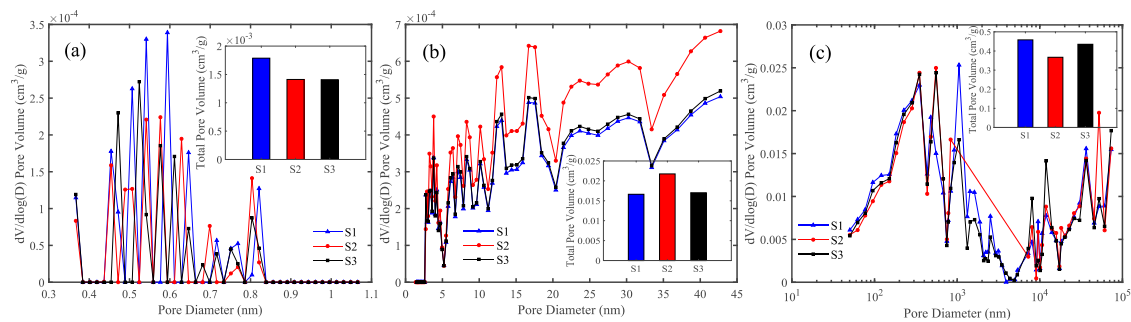 (a)
dV/dlog(D) Pore Volume (cm³/g)
×10⁻⁴
3.5
3
2.5
2
1.5
1
0.5
0
0.3 0.4 0.5 0.6 0.7 0.8 0.9 1 1.1
Pore Diameter (nm)
S1
S2
S3
Total Pore Volume (cm³/g)
×10⁻³
2
1.5
1
0.5
0
S1 S2 S3
(b)
dV/dlog(D) Pore Volume (cm³/g)
×10⁻⁴
7
6
5
4
3
2
1
0
0 5 10 15 20 25 30 35 40 45
Pore Diameter (nm)
S1
S2
S3
Total Pore Volume (cm³/g)
0.025
0.02
0.015
0.01
0.005
0
S1 S2 S3
(c)
dV/dlog(D) Pore Volume (cm³/g)
0.03
0.025
0.02
0.015
0.01
0.005
0
10¹ 10² 10³ 10⁴ 10⁵
Pore Diameter (nm)
S1
S2
S3
Total Pore Volume (cm³/g)
0.5
0.4
0.3
0.2
0.1
0
S1 S2 S3